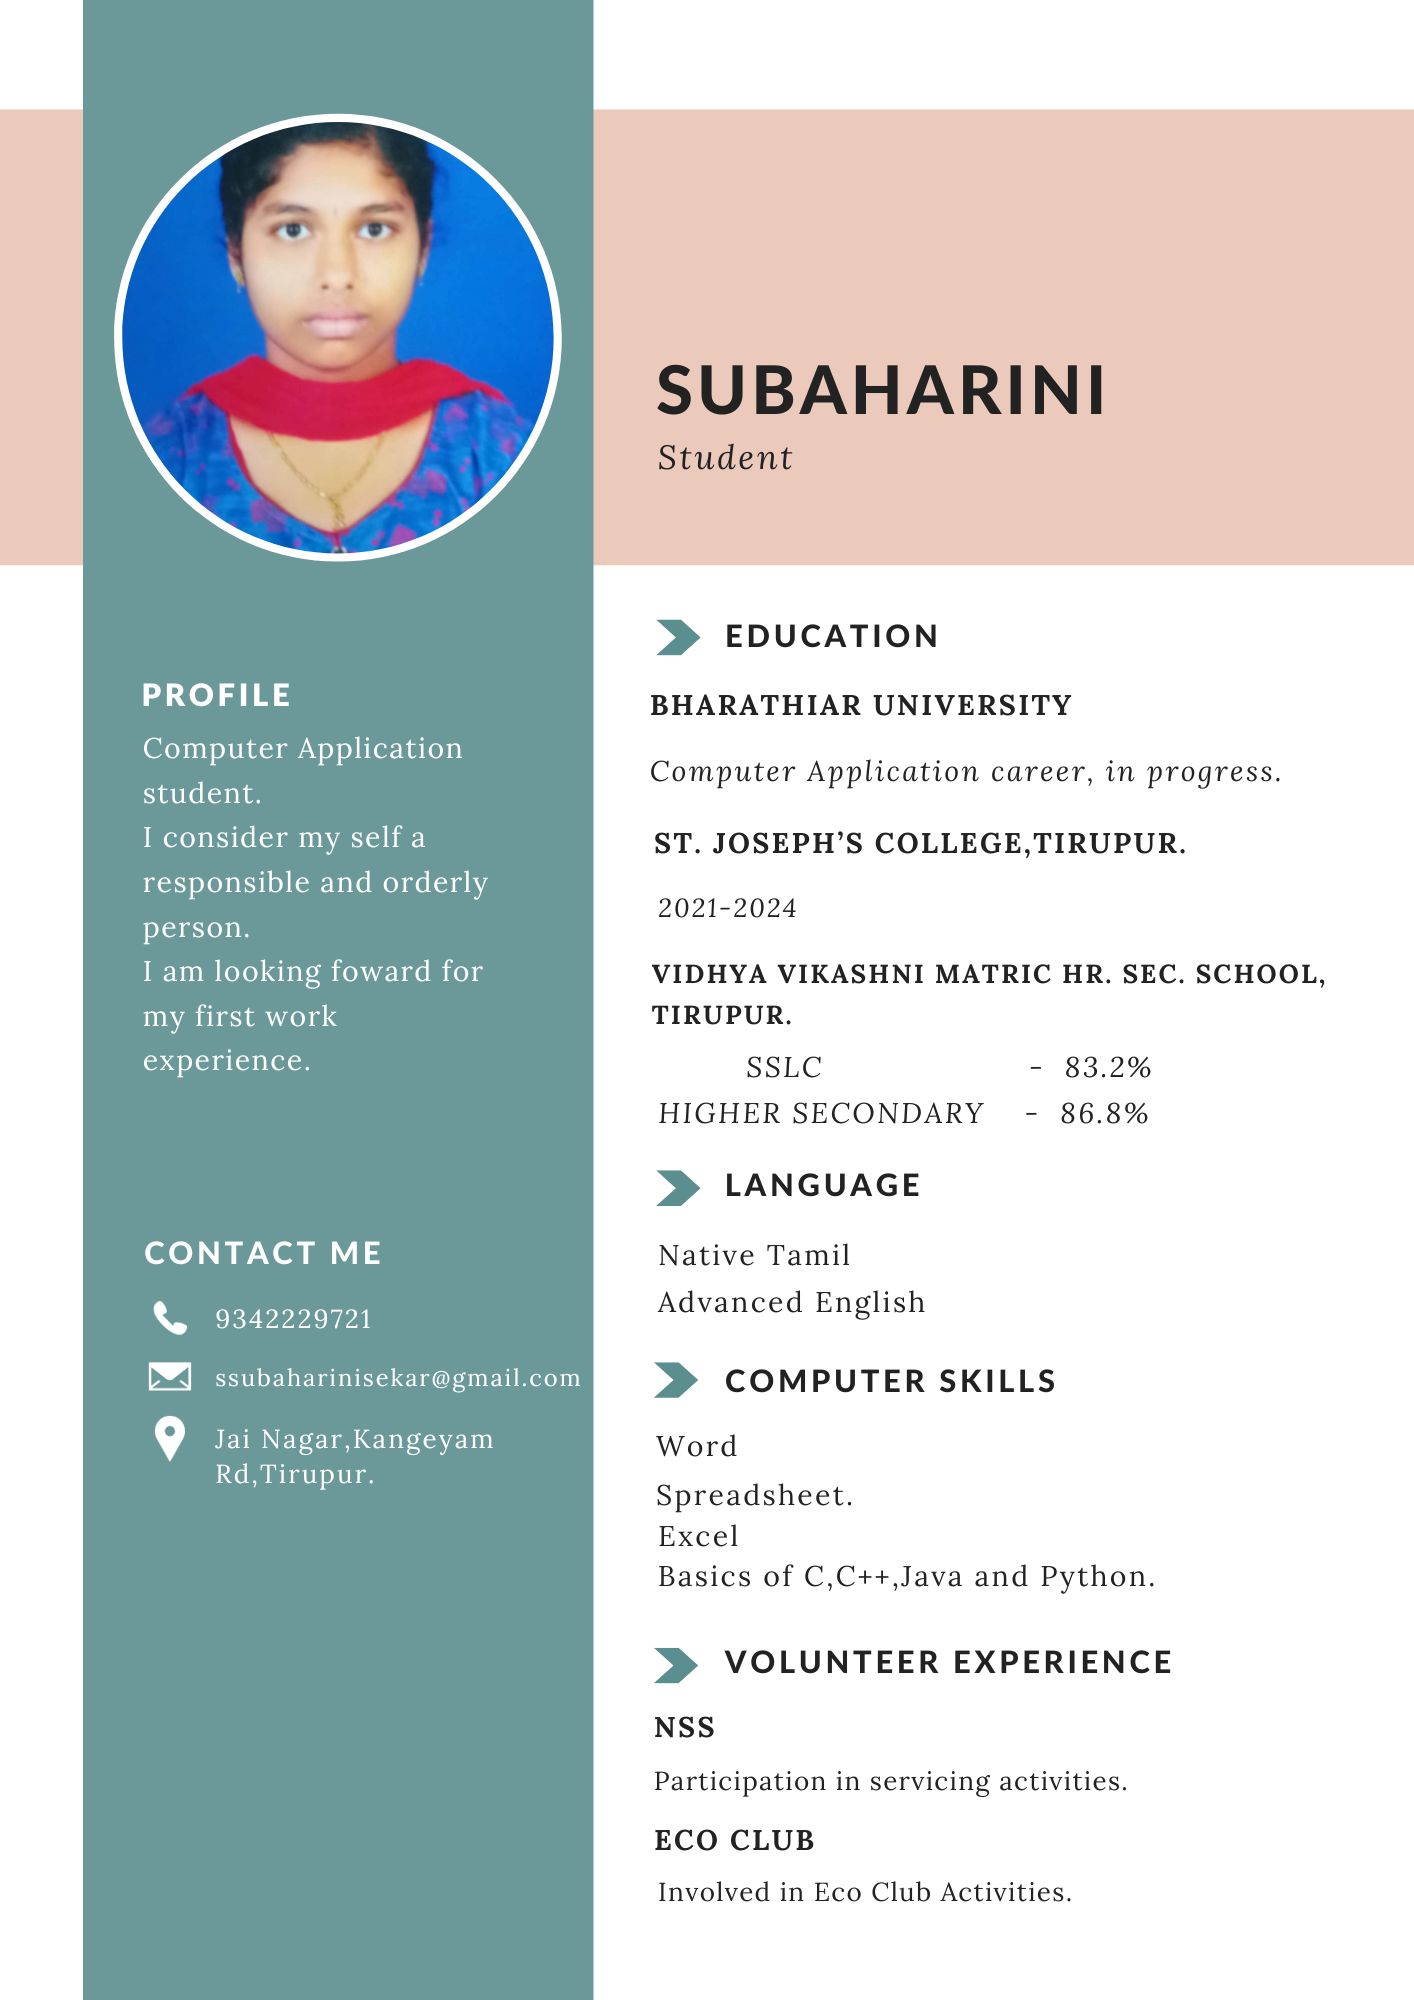 SUBAHARINI
Student
PROFILE
Computer Application
student.
I consider my self a
responsible and orderly
person.
I am looking foward for
my first work
experience.
CONTACT ME
9342229721
ssubaharinisekar@gmail.com
Jai Nagar,Kangeyam
Rd,Tirupur.
EDUCATION
BHARATHIAR UNIVERSITY
Computer Application career, in progress.
ST. JOSEPH’S COLLEGE,TIRUPUR.
2021-2024
VIDHYA VIKASHNI MATRIC HR. SEC. SCHOOL,
TIRUPUR.
SSLC - 83.2%
HIGHER SECONDARY - 86.8%
LANGUAGE
Native Tamil
Advanced English
COMPUTER SKILLS
Word
Spreadsheet.
Excel
Basics of C,C++,Java and Python.
VOLUNTEER EXPERIENCE
NSS
Participation in servicing activities.
ECO CLUB
Involved in Eco Club Activities.